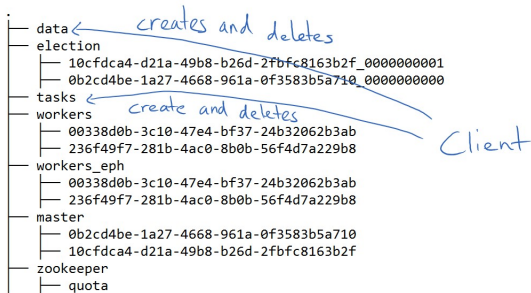 .
├── data
creates and deletes
├── election
├── 10cfdca4-d21a-49b8-b26d-2fbfc8163b2f_0000000001
├── 0b2cd4be-1a27-4668-961a-0f3583b5a710_0000000000
├── tasks
create and deletes
├── workers
├── 00338d0b-3c10-47e4-bf37-24b32062b3ab
├── 236f49f7-281b-4ac0-8b0b-56f4d7a229b8
Client
├── workers_eph
├── 00338d0b-3c10-47e4-bf37-24b32062b3ab
├── 236f49f7-281b-4ac0-8b0b-56f4d7a229b8
├── master
├── 0b2cd4be-1a27-4668-961a-0f3583b5a710
├── 10cfdca4-d21a-49b8-b26d-2fbfc8163b2f
├── zookeeper
├── quota